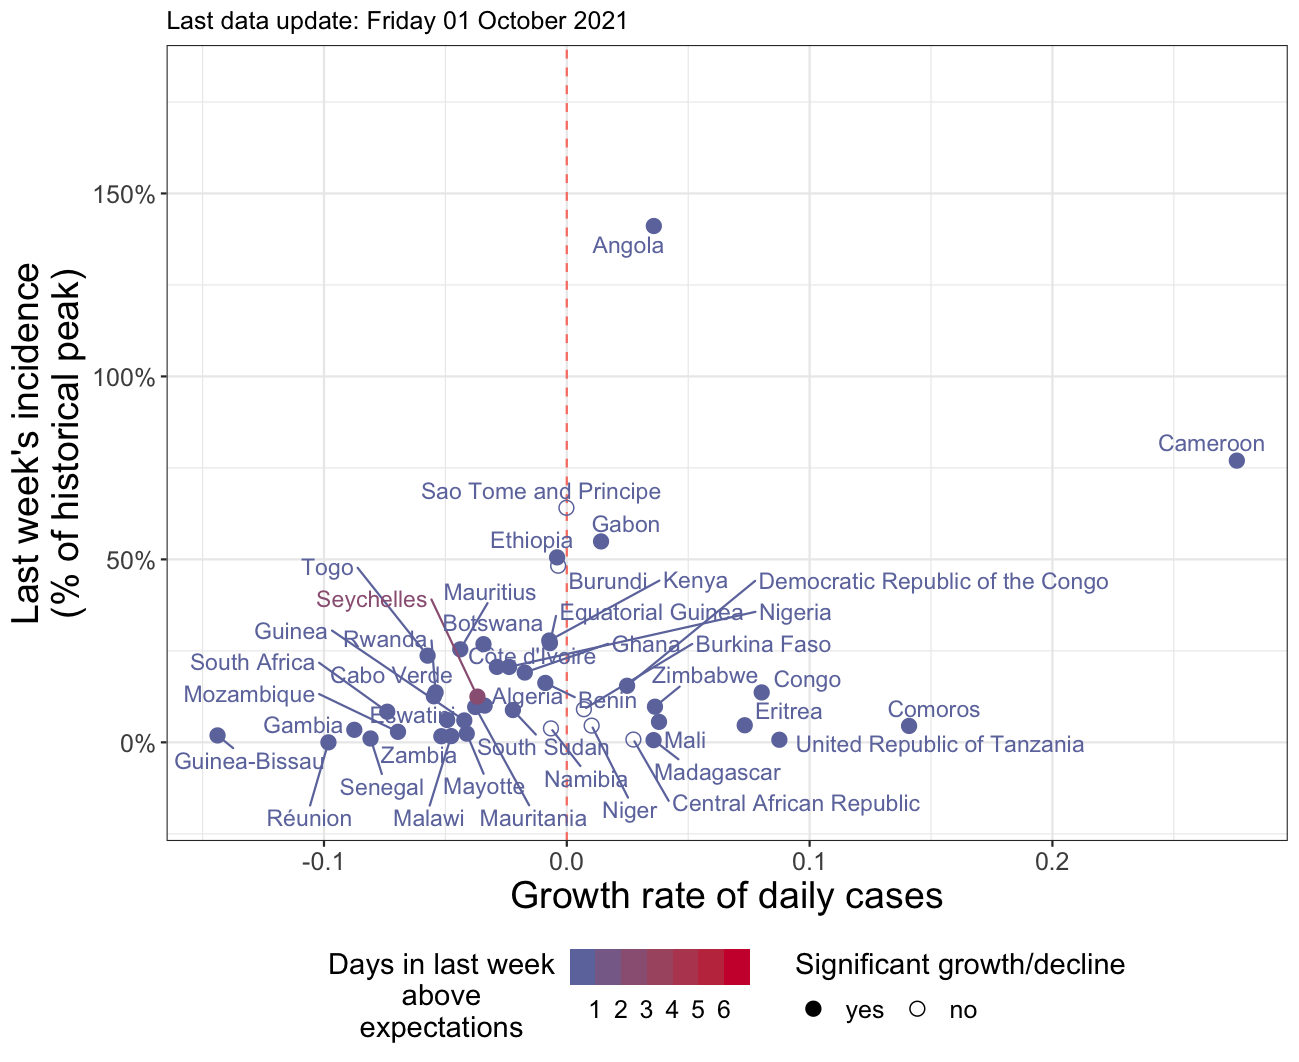 Last data update: Friday 01 October 2021
Last week's incidence
(% of historical peak)
150%
100%
50%
0%
Angola
Cameroon
Sao Tome and Principe
Gabon
Ethiopia
Togo
Burundi
Kenya
Democratic Republic of the Congo
Seychelles
Mauritius
Equatorial Guinea
Nigeria
Guinea
Rwanda
Botswana
Ghana
Burkina Faso
South Africa
Cabo Verde
Côte d'Ivoire
Zimbabwe
Congo
Mozambique
Algeria
Benin
Eswatini
Eritrea
Comoros
Gambia
Guinea-Bissau
Zambia
South Sudan
Mali
United Republic of Tanzania
Senegal
Mayotte
Namibia
Madagascar
Réunion
Malawi
Mauritania
Niger
Central African Republic
-0.1
0.0
0.1
0.2
Growth rate of daily cases
Days in last week
above
expectations
1 2 3 4 5 6
Significant growth/decline
yes
no